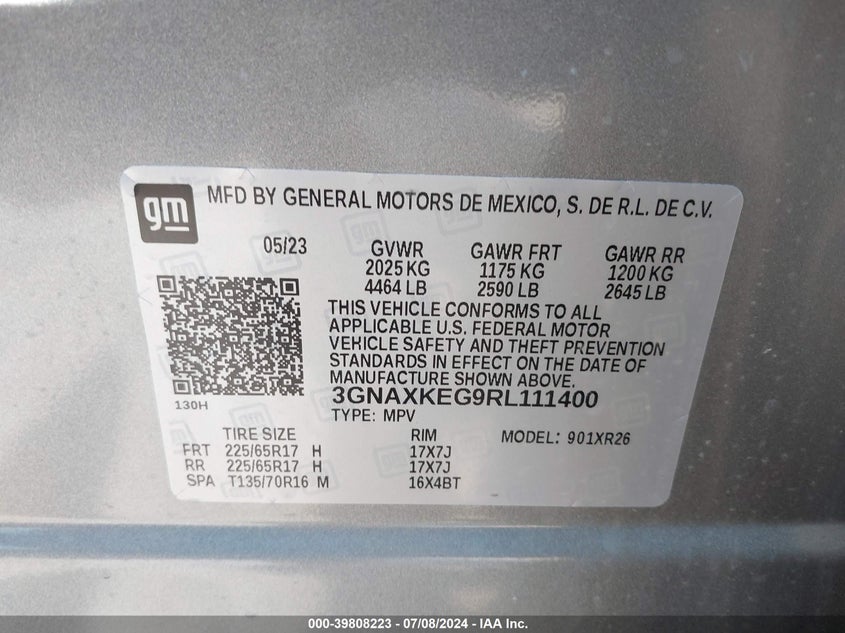 gm
MFD BY GENERAL MOTORS DE MEXICO, S. DE R.L. DE C.V.
05/23 GVWR GAWR FRT GAWR RR
2025 KG 1175 KG 1200 KG
4464 LB 2590 LB 2645 LB
THIS VEHICLE CONFORMS TO ALL
APPLICABLE U.S. FEDERAL MOTOR
VEHICLE SAFETY AND THEFT PREVENTION
STANDARDS IN EFFECT ON THE DATE OF
MANUFACTURE SHOWN ABOVE.
130H
3GNAXKEG9RL111400
TYPE: MPV
TIRE SIZE RIM MODEL: 901XR26
FRT 225/65R17 H 17X7J
RR 225/65R17 H 17X7J
SPA T135/70R16 M 16X4BT
000-39808223 - 07/08/2024 - IAA Inc.